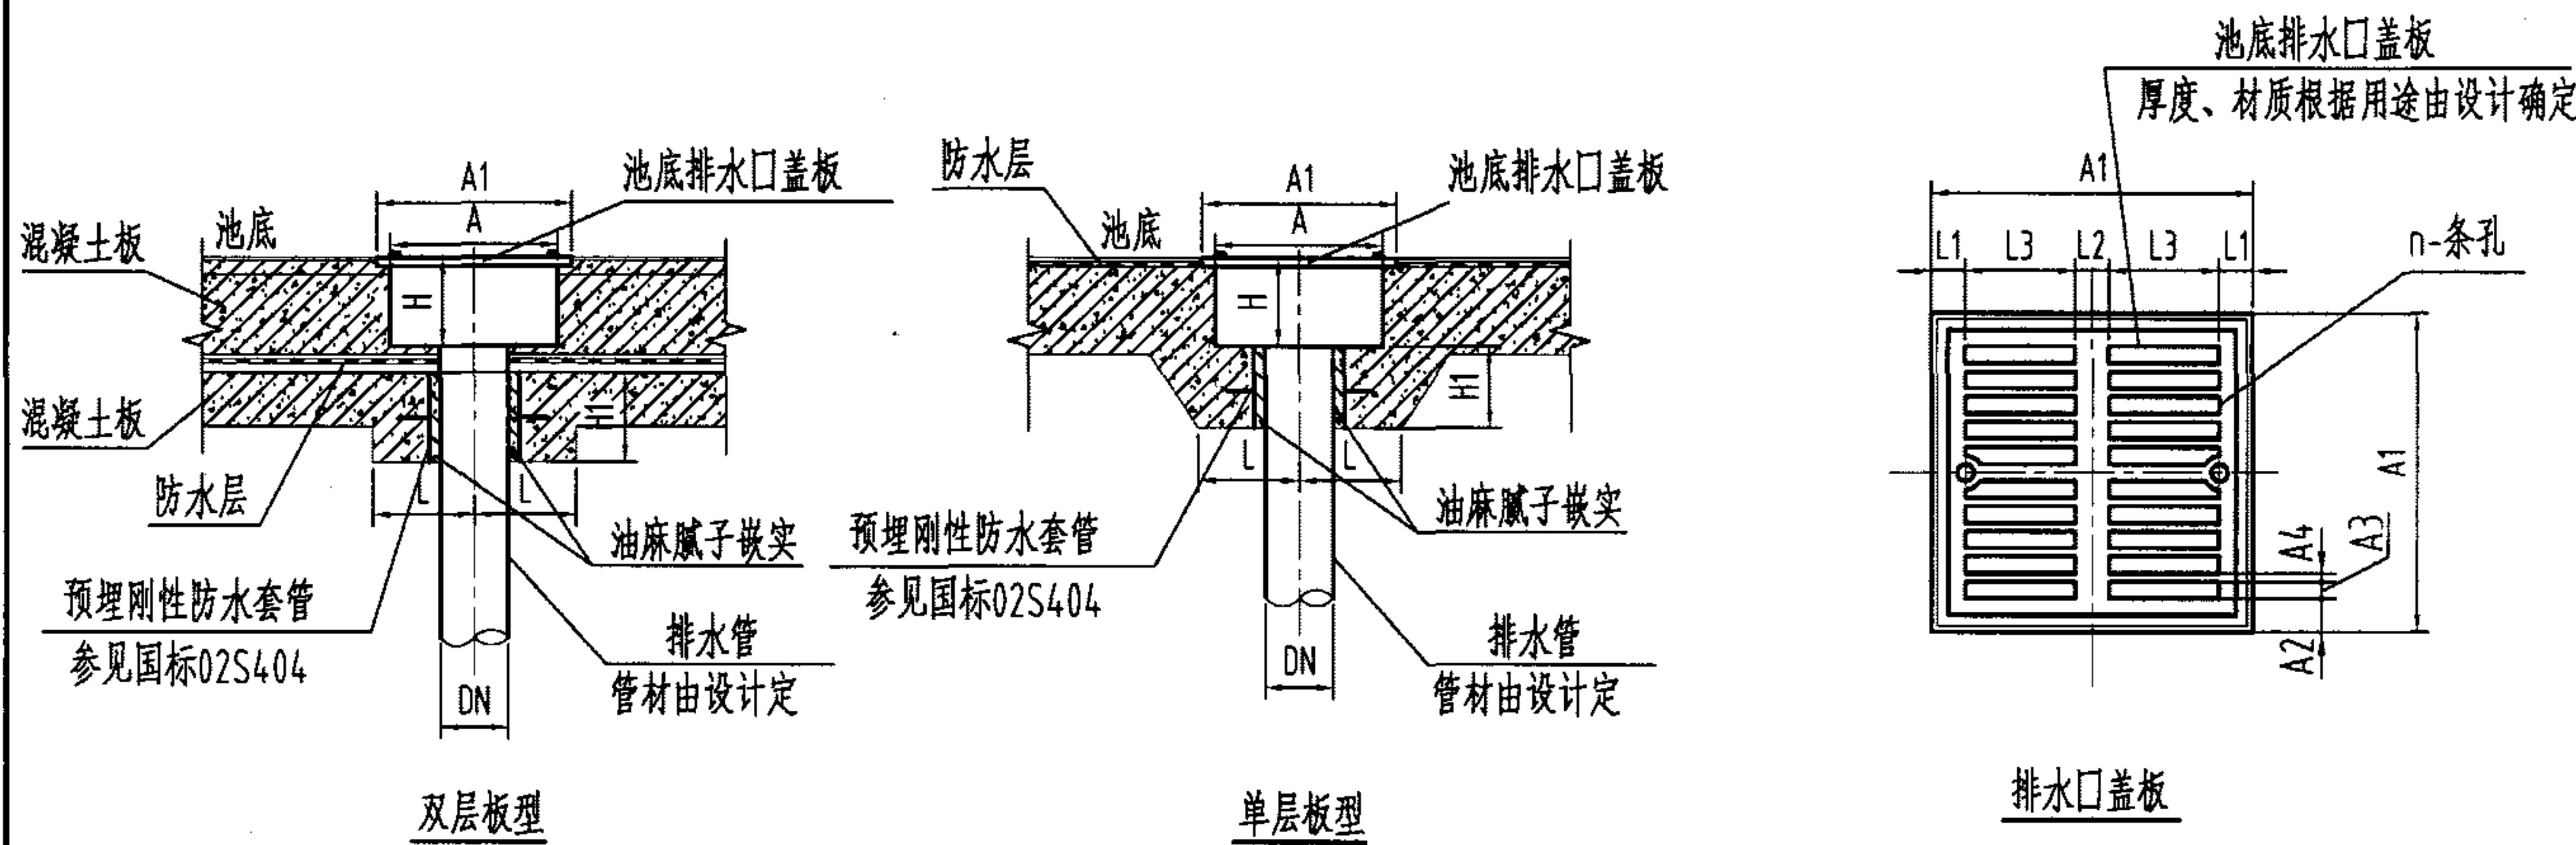 混凝土板
池底
A1
A
池底排水口盖板
H
混凝土板
防水层
H1
L
L
油麻腻子嵌实
预埋刚性防水套管
参见国标02S404
排水管
管材由设计定
DN
双层板型
防水层
池底
A1
A
池底排水口盖板
H
H1
L
L
油麻腻子嵌实
预埋刚性防水套管
参见国标02S404
排水管
管材由设计定
DN
单层板型
池底排水口盖板
厚度、材质根据用途由设计确定
A1
L1
L3
L2
L3
L1
n-条孔
A1
A4
A3
A2
排水口盖板